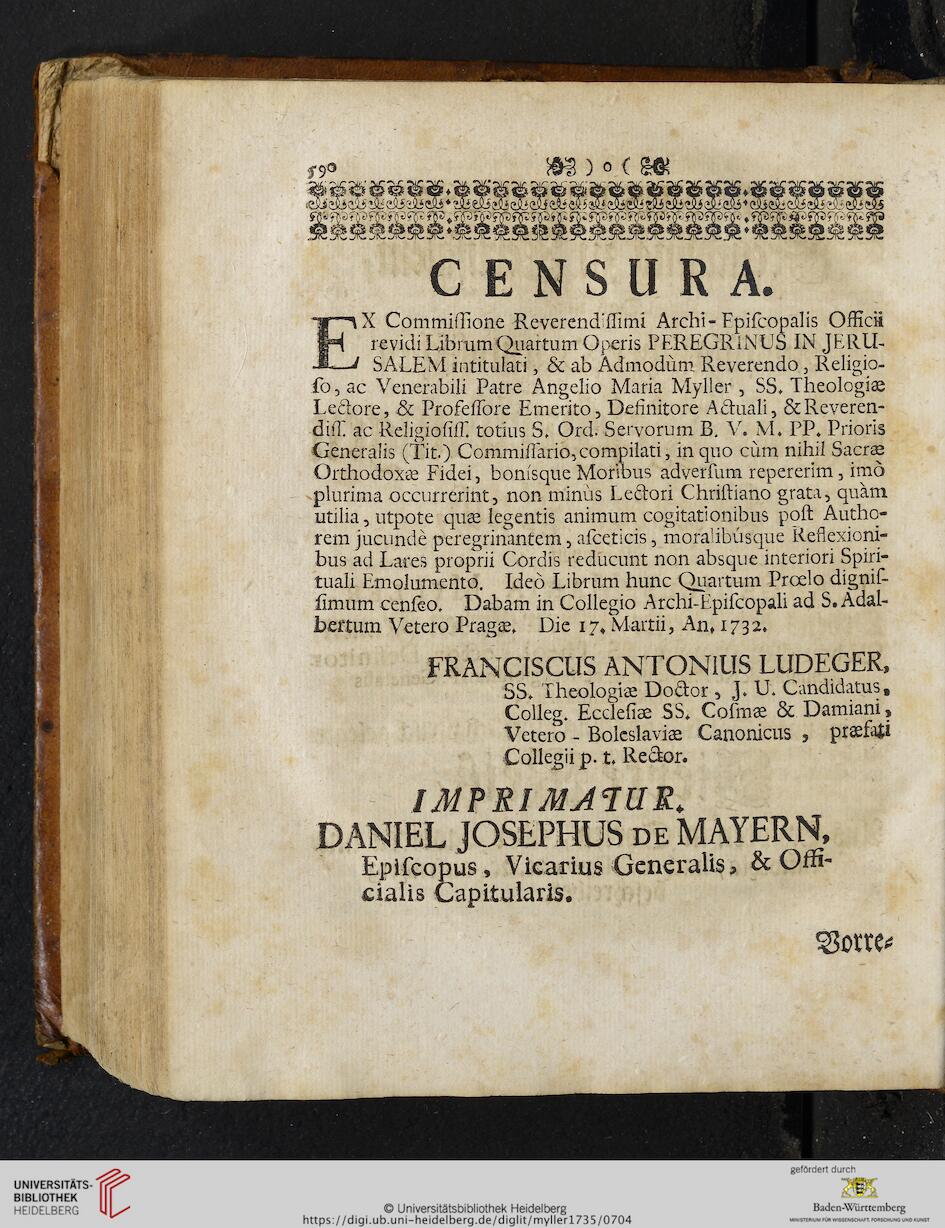 590 ) o (
CENSURA.
EX Commiſſione Reverendiſſimi Archi-Epiſcopalis Officii
revidi Librum Quartum Operis PEREGRINUS IN JERU-
SALEM intitulati, & ab Admodùm Reverendo, Religio-
ſo, ac Venerabili Patre Angelio Maria Myller, SS. Theologiæ
Lectore, & Profeſſore Emerito, Definitore Actuali, & Reveren-
diſſ. ac Religioſiſſ. totius S. Ord. Servorum B. V. M. PP. Prioris
Generalis (Tit.) Commiſſario, compilati, in quo cùm nihil Sacræ
Orthodoxæ Fidei, bonisque Moribus adverſum repererim, imò
plurima occurrerint, non minùs Lectori Chriſtiano grata, quàm
utilia, utpote quæ legentis animum cogitationibus poſt Autho-
rem jucundè peregrinantem, aſceticis, moralibùsque Reflexioni-
bus ad Lares proprii Cordis reducunt non absque interiori Spiri-
tuali Emolumento. Ideò Librum hunc Quartum Prœlo digniſ-
ſimum cenſeo. Dabam in Collegio Archi-Epiſcopali ad S. Adal-
bertum Vetero Pragæ. Die 17. Martii, An. 1732.
FRANCISCUS ANTONIUS LUDEGER,
SS. Theologiæ Doctor, J. U. Candidatus,
Colleg. Eccleſiæ SS. Coſmæ & Damiani,
Vetero - Boleslaviæ Canonicus, præfati
Collegii p. t. Rector.
IMPRIMATUR.
DANIEL JOSEPHUS DE MAYERN,
Epiſcopus, Vicarius Generalis, & Offi-
cialis Capitularis.
Vorre-
UNIVERSITÄTS-
BIBLIOTHEK
HEIDELBERG
© Universitätsbibliothek Heidelberg
https://digi.ub.uni-heidelberg.de/diglit/myller1735/0704
gefördert durch
Baden-Württemberg
MINISTERIUM FÜR WISSENSCHAFT, FORSCHUNG UND KUNST